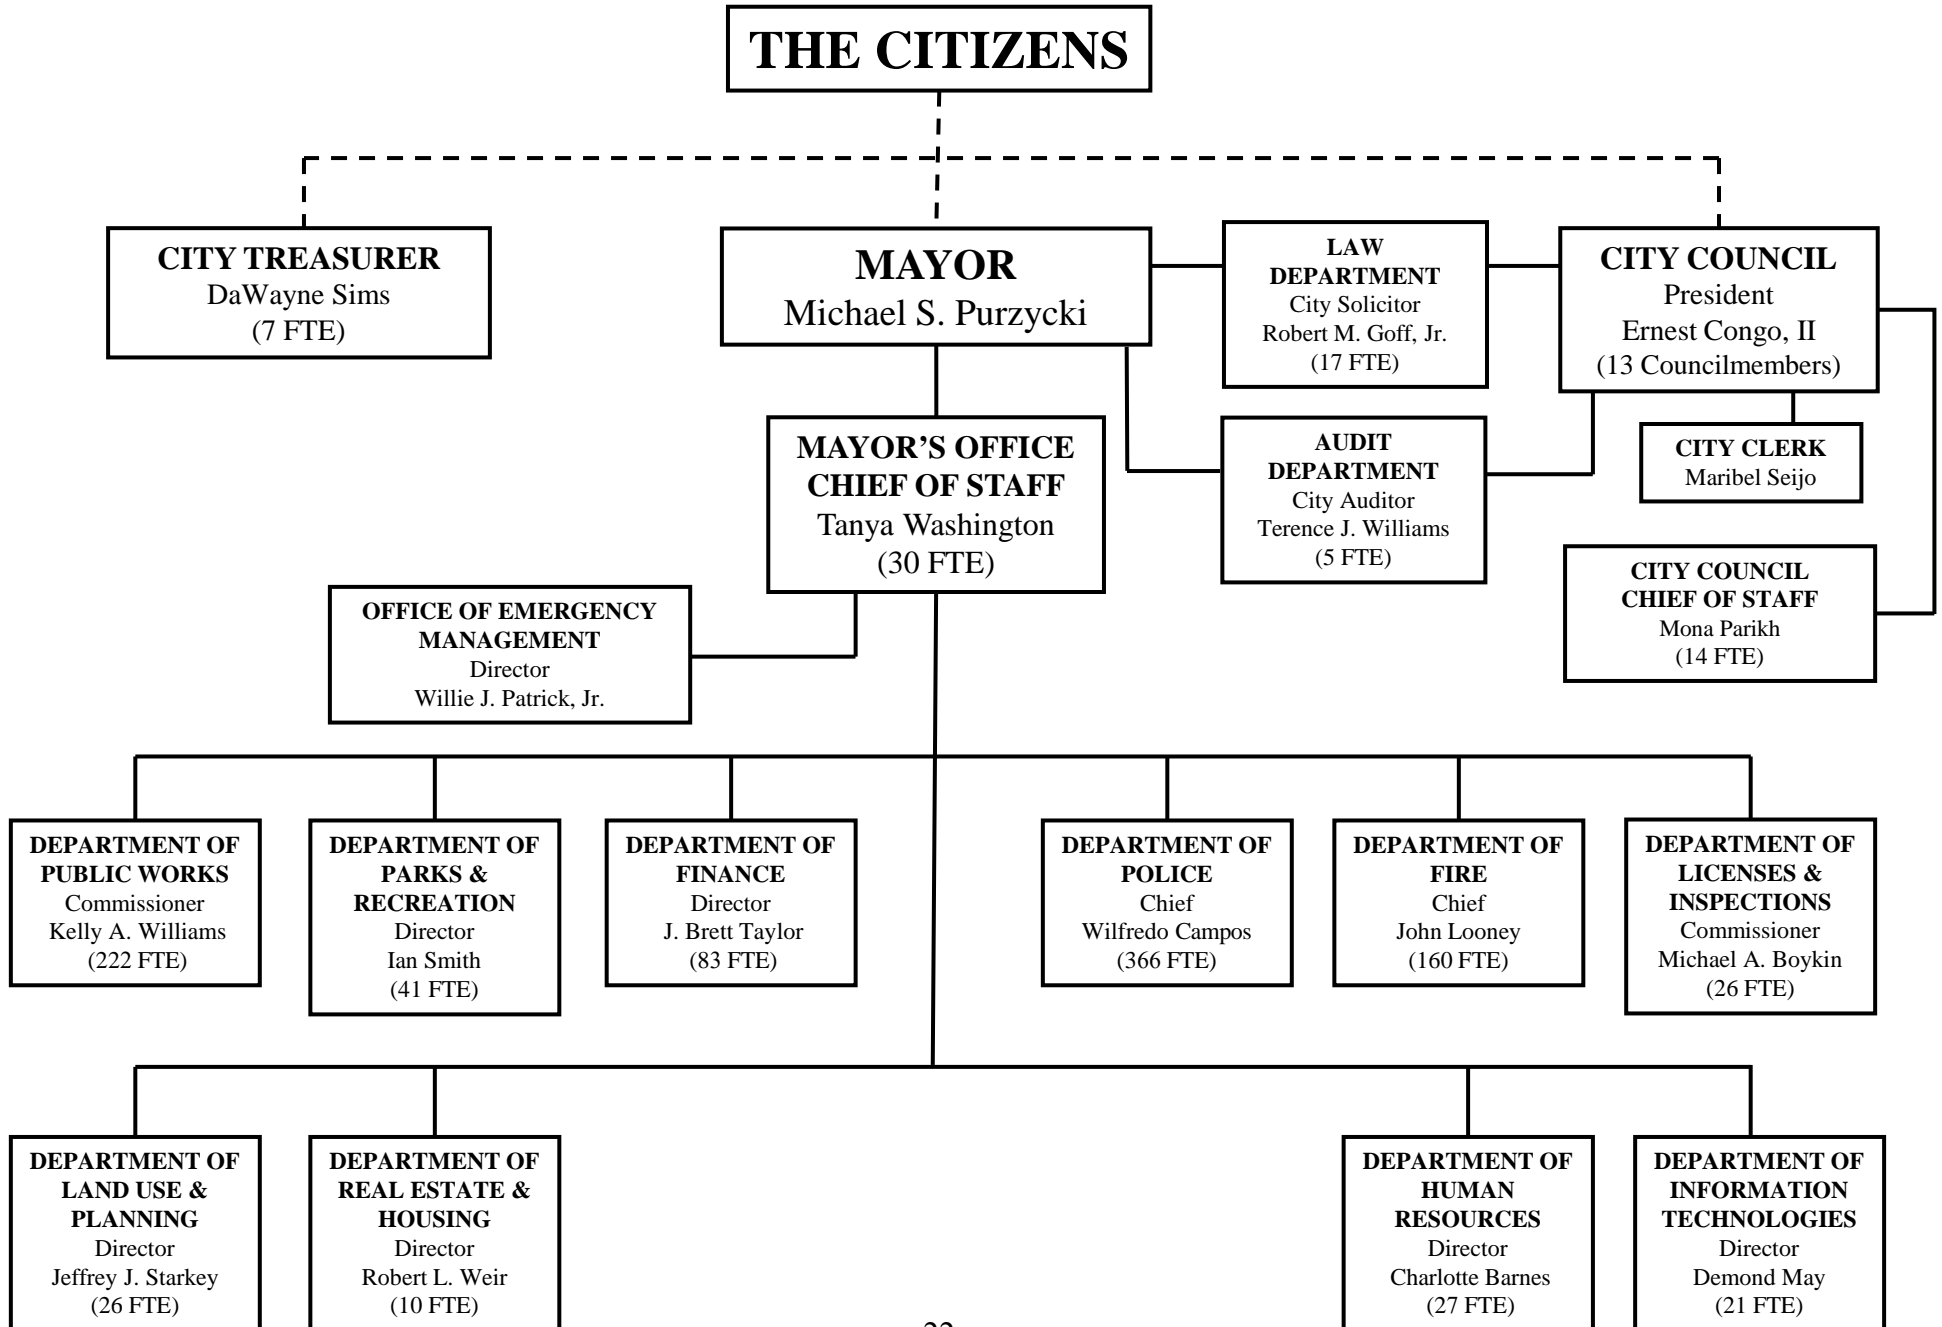 THE CITIZENS
CITY TREASURER
DaWayne Sims
(7 FTE)
MAYOR
Michael S. Purzycki
LAW
DEPARTMENT
City Solicitor
Robert M. Goff, Jr.
(17 FTE)
CITY COUNCIL
President
Ernest Congo, II
(13 Councilmembers)
MAYOR’S OFFICE
CHIEF OF STAFF
Tanya Washington
(30 FTE)
AUDIT
DEPARTMENT
City Auditor
Terence J. Williams
(5 FTE)
CITY CLERK
Maribel Seijo
CITY COUNCIL
CHIEF OF STAFF
Mona Parikh
(14 FTE)
OFFICE OF EMERGENCY
MANAGEMENT
Director
Willie J. Patrick, Jr.
DEPARTMENT OF
PUBLIC WORKS
Commissioner
Kelly A. Williams
(222 FTE)
DEPARTMENT OF
PARKS &
RECREATION
Director
Ian Smith
(41 FTE)
DEPARTMENT OF
FINANCE
Director
J. Brett Taylor
(83 FTE)
DEPARTMENT OF
POLICE
Chief
Wilfredo Campos
(366 FTE)
DEPARTMENT OF
FIRE
Chief
John Looney
(160 FTE)
DEPARTMENT OF
LICENSES &
INSPECTIONS
Commissioner
Michael A. Boykin
(26 FTE)
DEPARTMENT OF
LAND USE &
PLANNING
Director
Jeffrey J. Starkey
(26 FTE)
DEPARTMENT OF
REAL ESTATE &
HOUSING
Director
Robert L. Weir
(10 FTE)
DEPARTMENT OF
HUMAN
RESOURCES
Director
Charlotte Barnes
(27 FTE)
DEPARTMENT OF
INFORMATION
TECHNOLOGIES
Director
Demond May
(21 FTE)